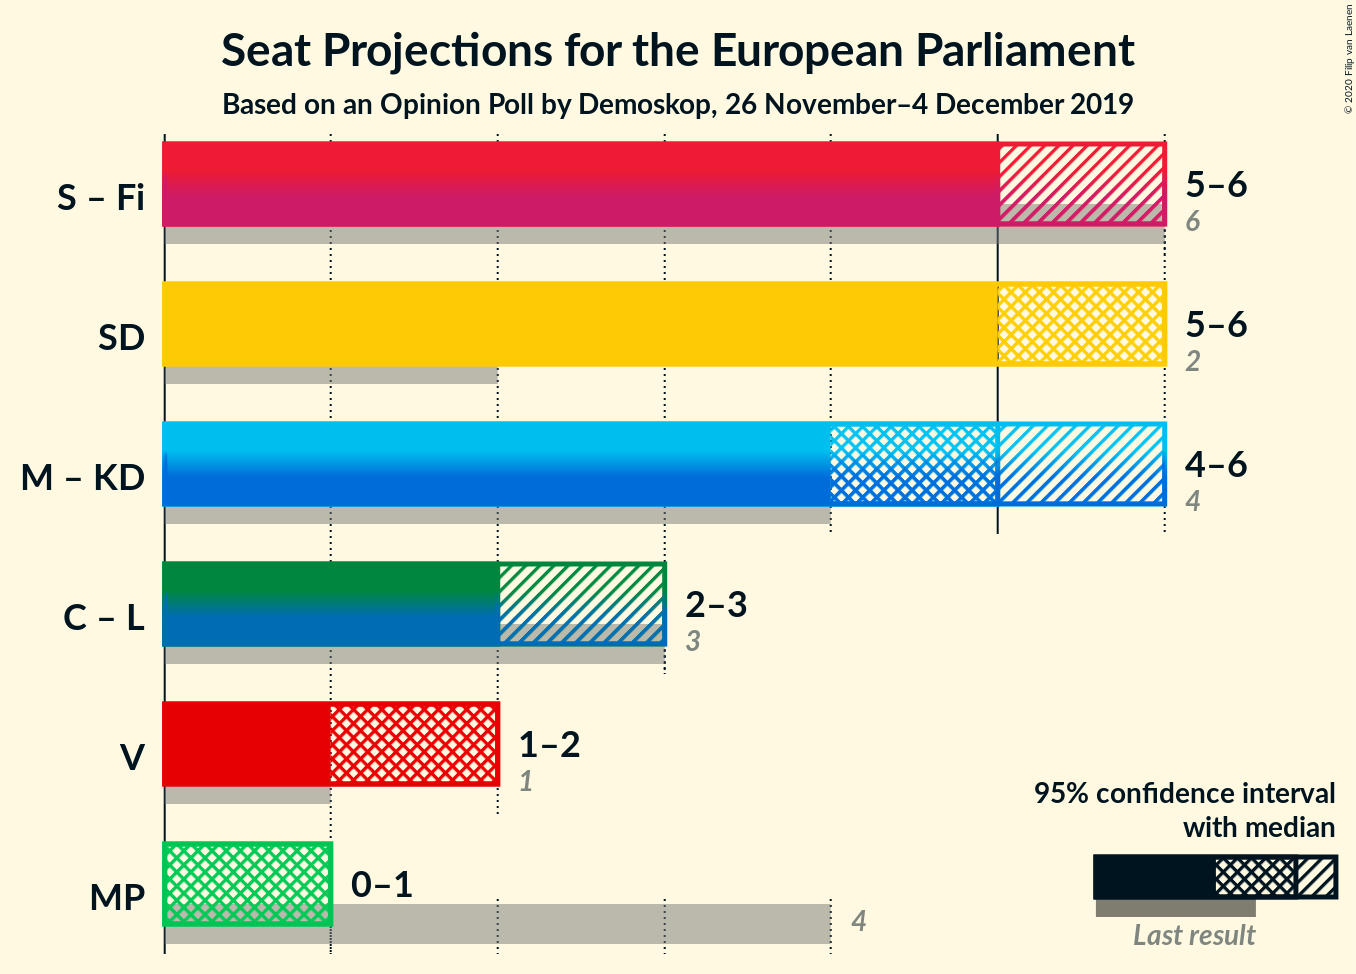 Seat Projections for the European Parliament
Based on an Opinion Poll by Demoskop, 26 November–4 December 2019
© 2020 Filip van Laenen
S – Fi
5–6
6
SD
5–6
2
M – KD
4–6
4
C – L
2–3
3
V
1–2
1
MP
0–1
4
95% confidence interval
with median
Last result